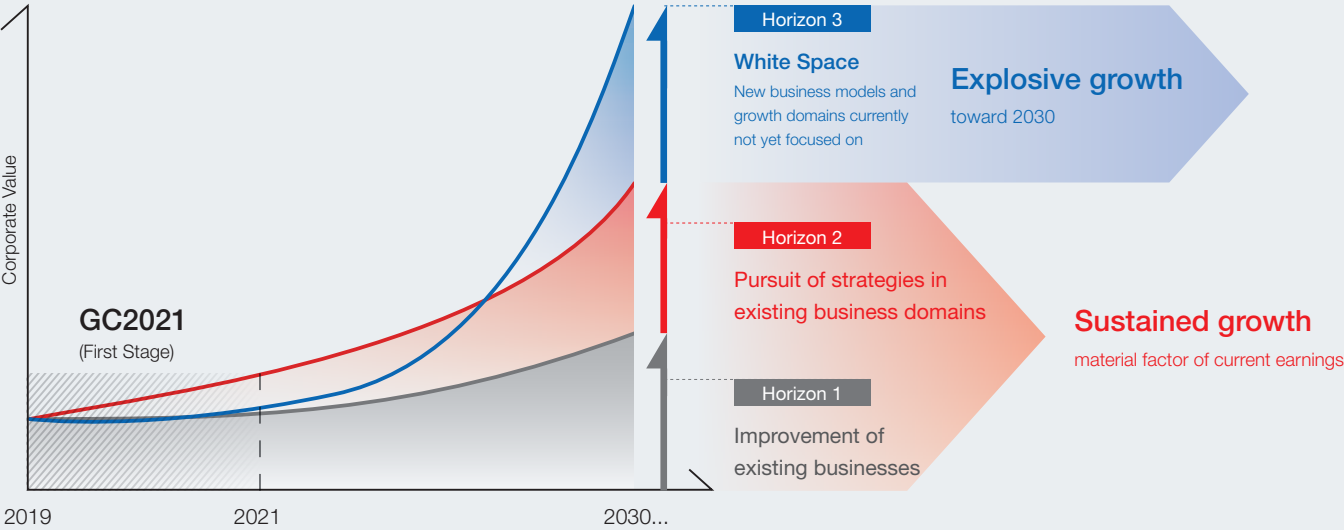 Corporate Value
GC2021
(First Stage)
2019
2021
2030...
Horizon 3
White Space
New business models and
growth domains currently
not yet focused on
Explosive growth
toward 2030
Horizon 2
Pursuit of strategies in
existing business domains
Sustained growth
material factor of current earnings
Horizon 1
Improvement of
existing businesses